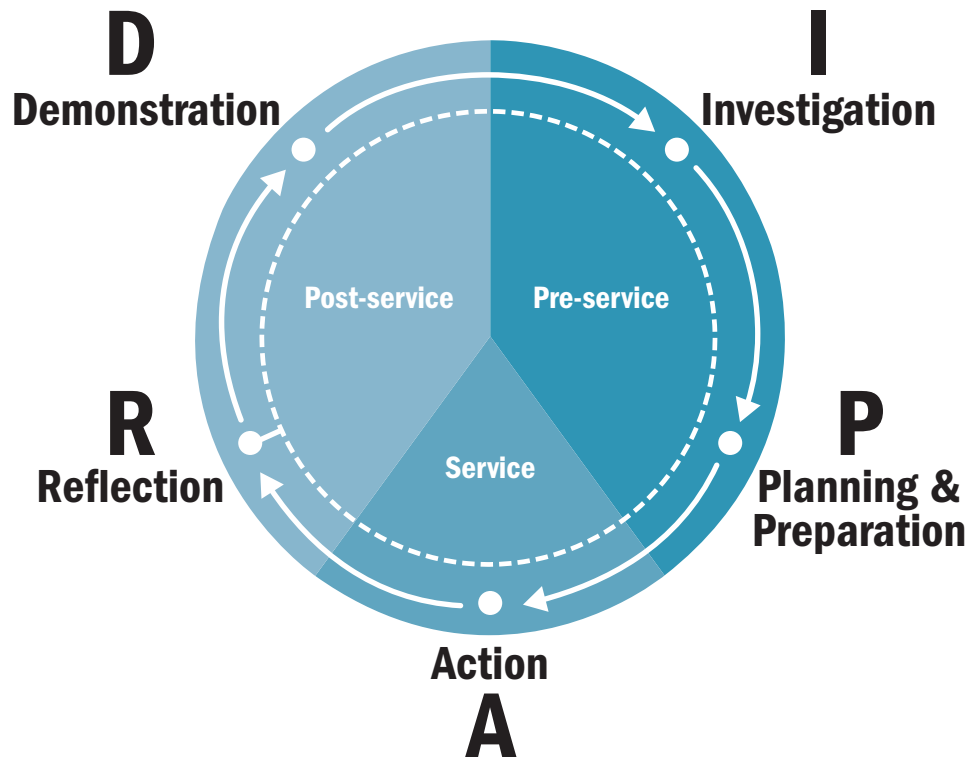 D
Demonstration
I
Investigation
Post-service
Pre-service
R
Reflection
P
Planning &
Preparation
Service
Action
A